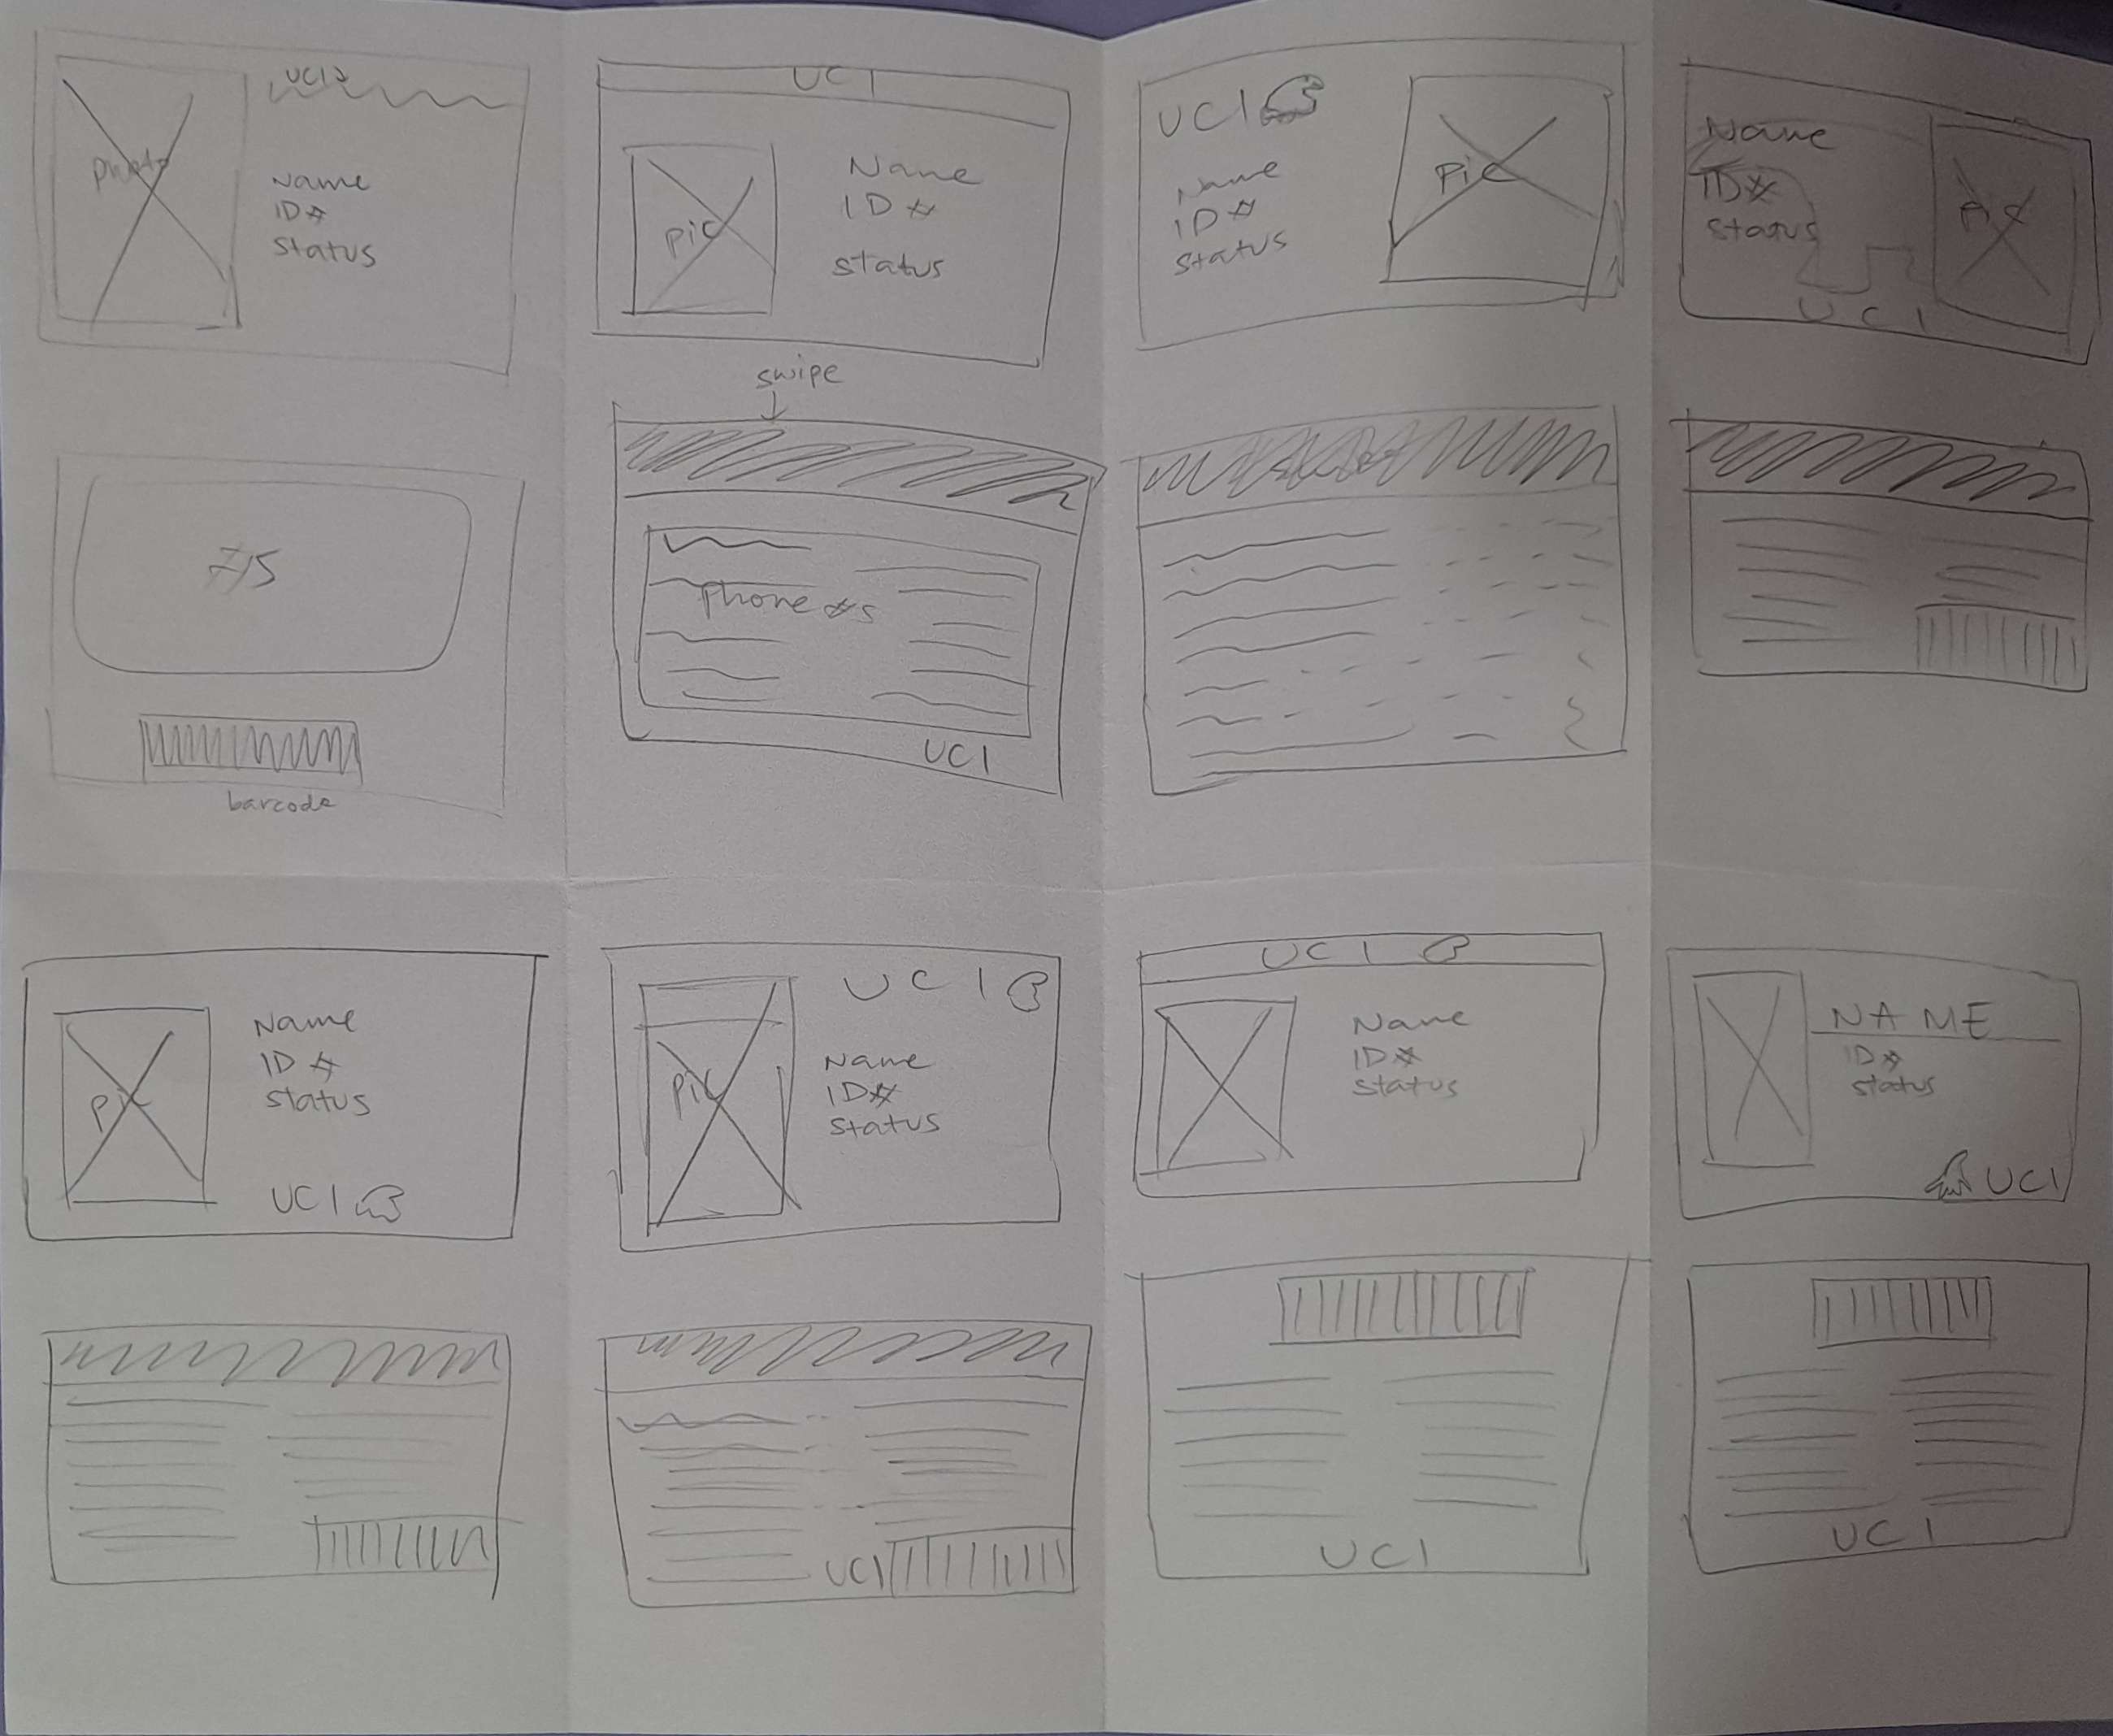 UCI
photo
Name
ID#
Status
UCI
pic
Name
ID #
status
UCI
Name
ID #
status
pic
Name
ID#
status
UCI
#s
barcode
swipe
phone #s
UCI
pic
Name
ID #
status
UCI
UCI
pic
Name
ID#
status
UCI
Name
ID#
status
NAME
ID#
status
UCI
UCI
UCI
UCI